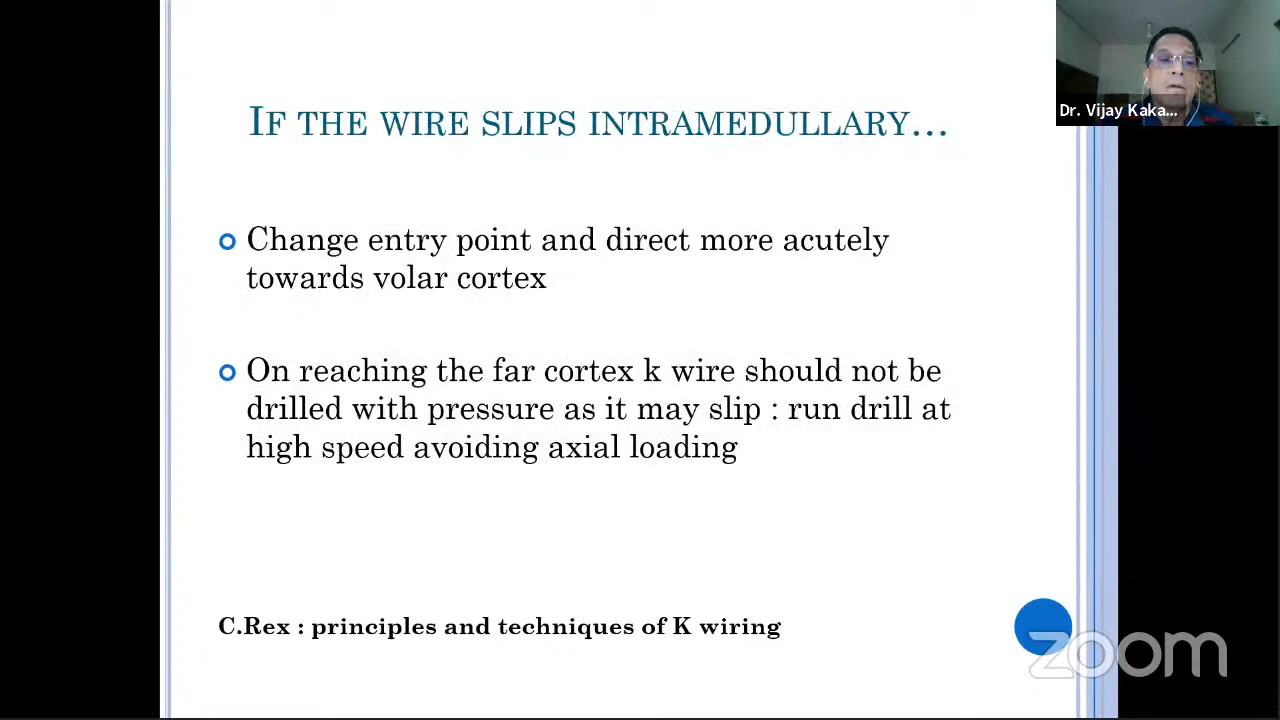 IF THE WIRE SLIPS INTRAMEDULLARY...
Dr. Vijay Kaka...
Change entry point and direct more acutely
towards volar cortex
On reaching the far cortex k wire should not be
drilled with pressure as it may slip : run drill at
high speed avoiding axial loading
C.Rex : principles and techniques of K wiring
zoom